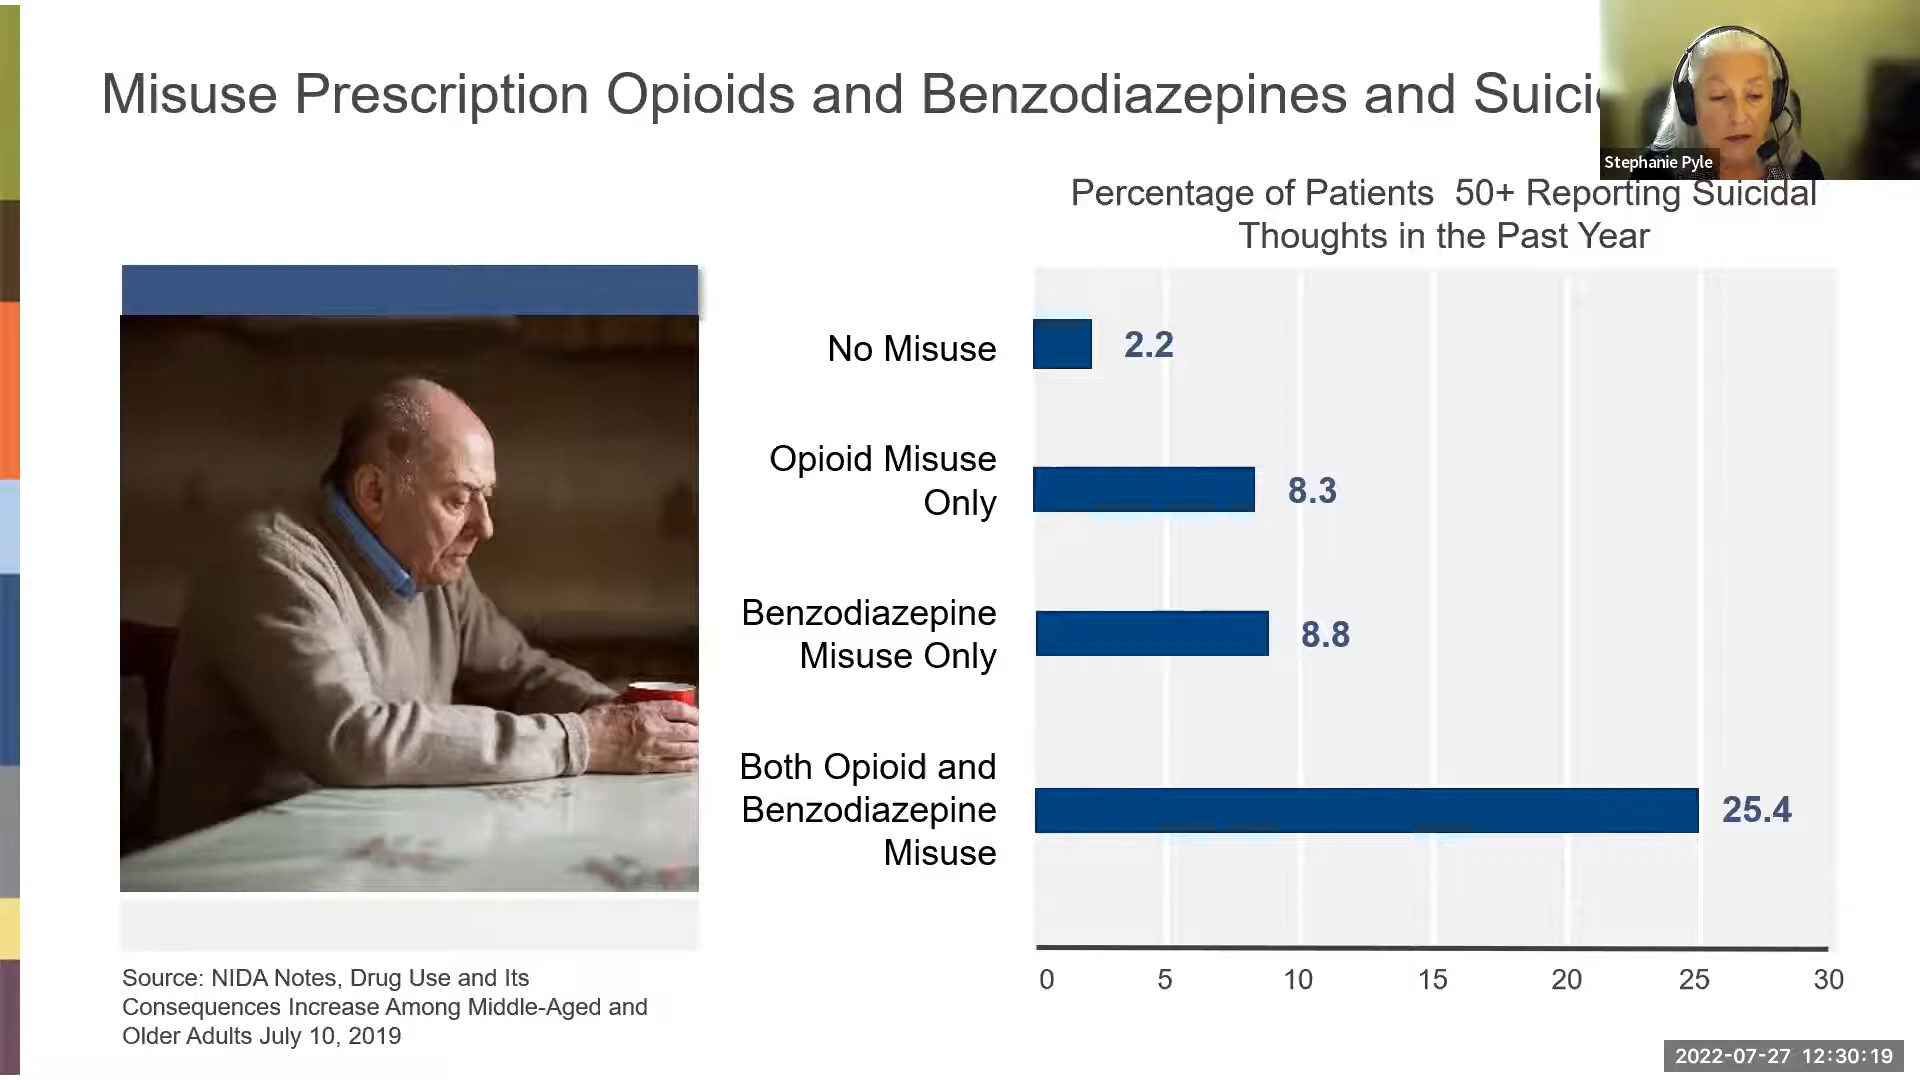 Misuse Prescription Opioids and Benzodiazepines and
Stephanie Pyle
Percentage of Patients 50+ Reporting Suicidal
Thoughts in the Past Year
No Misuse
2.2
Opioid Misuse
Only
8.3
Benzodiazepine
Misuse Only
8.8
Both Opioid and
Benzodiazepine
Misuse
25.4
0 5 10 15 20 25 30
Source: NIDA Notes, Drug Use and Its
Consequences Increase Among Middle-Aged and
Older Adults July 10, 2019
2022-07-27 12:30:19